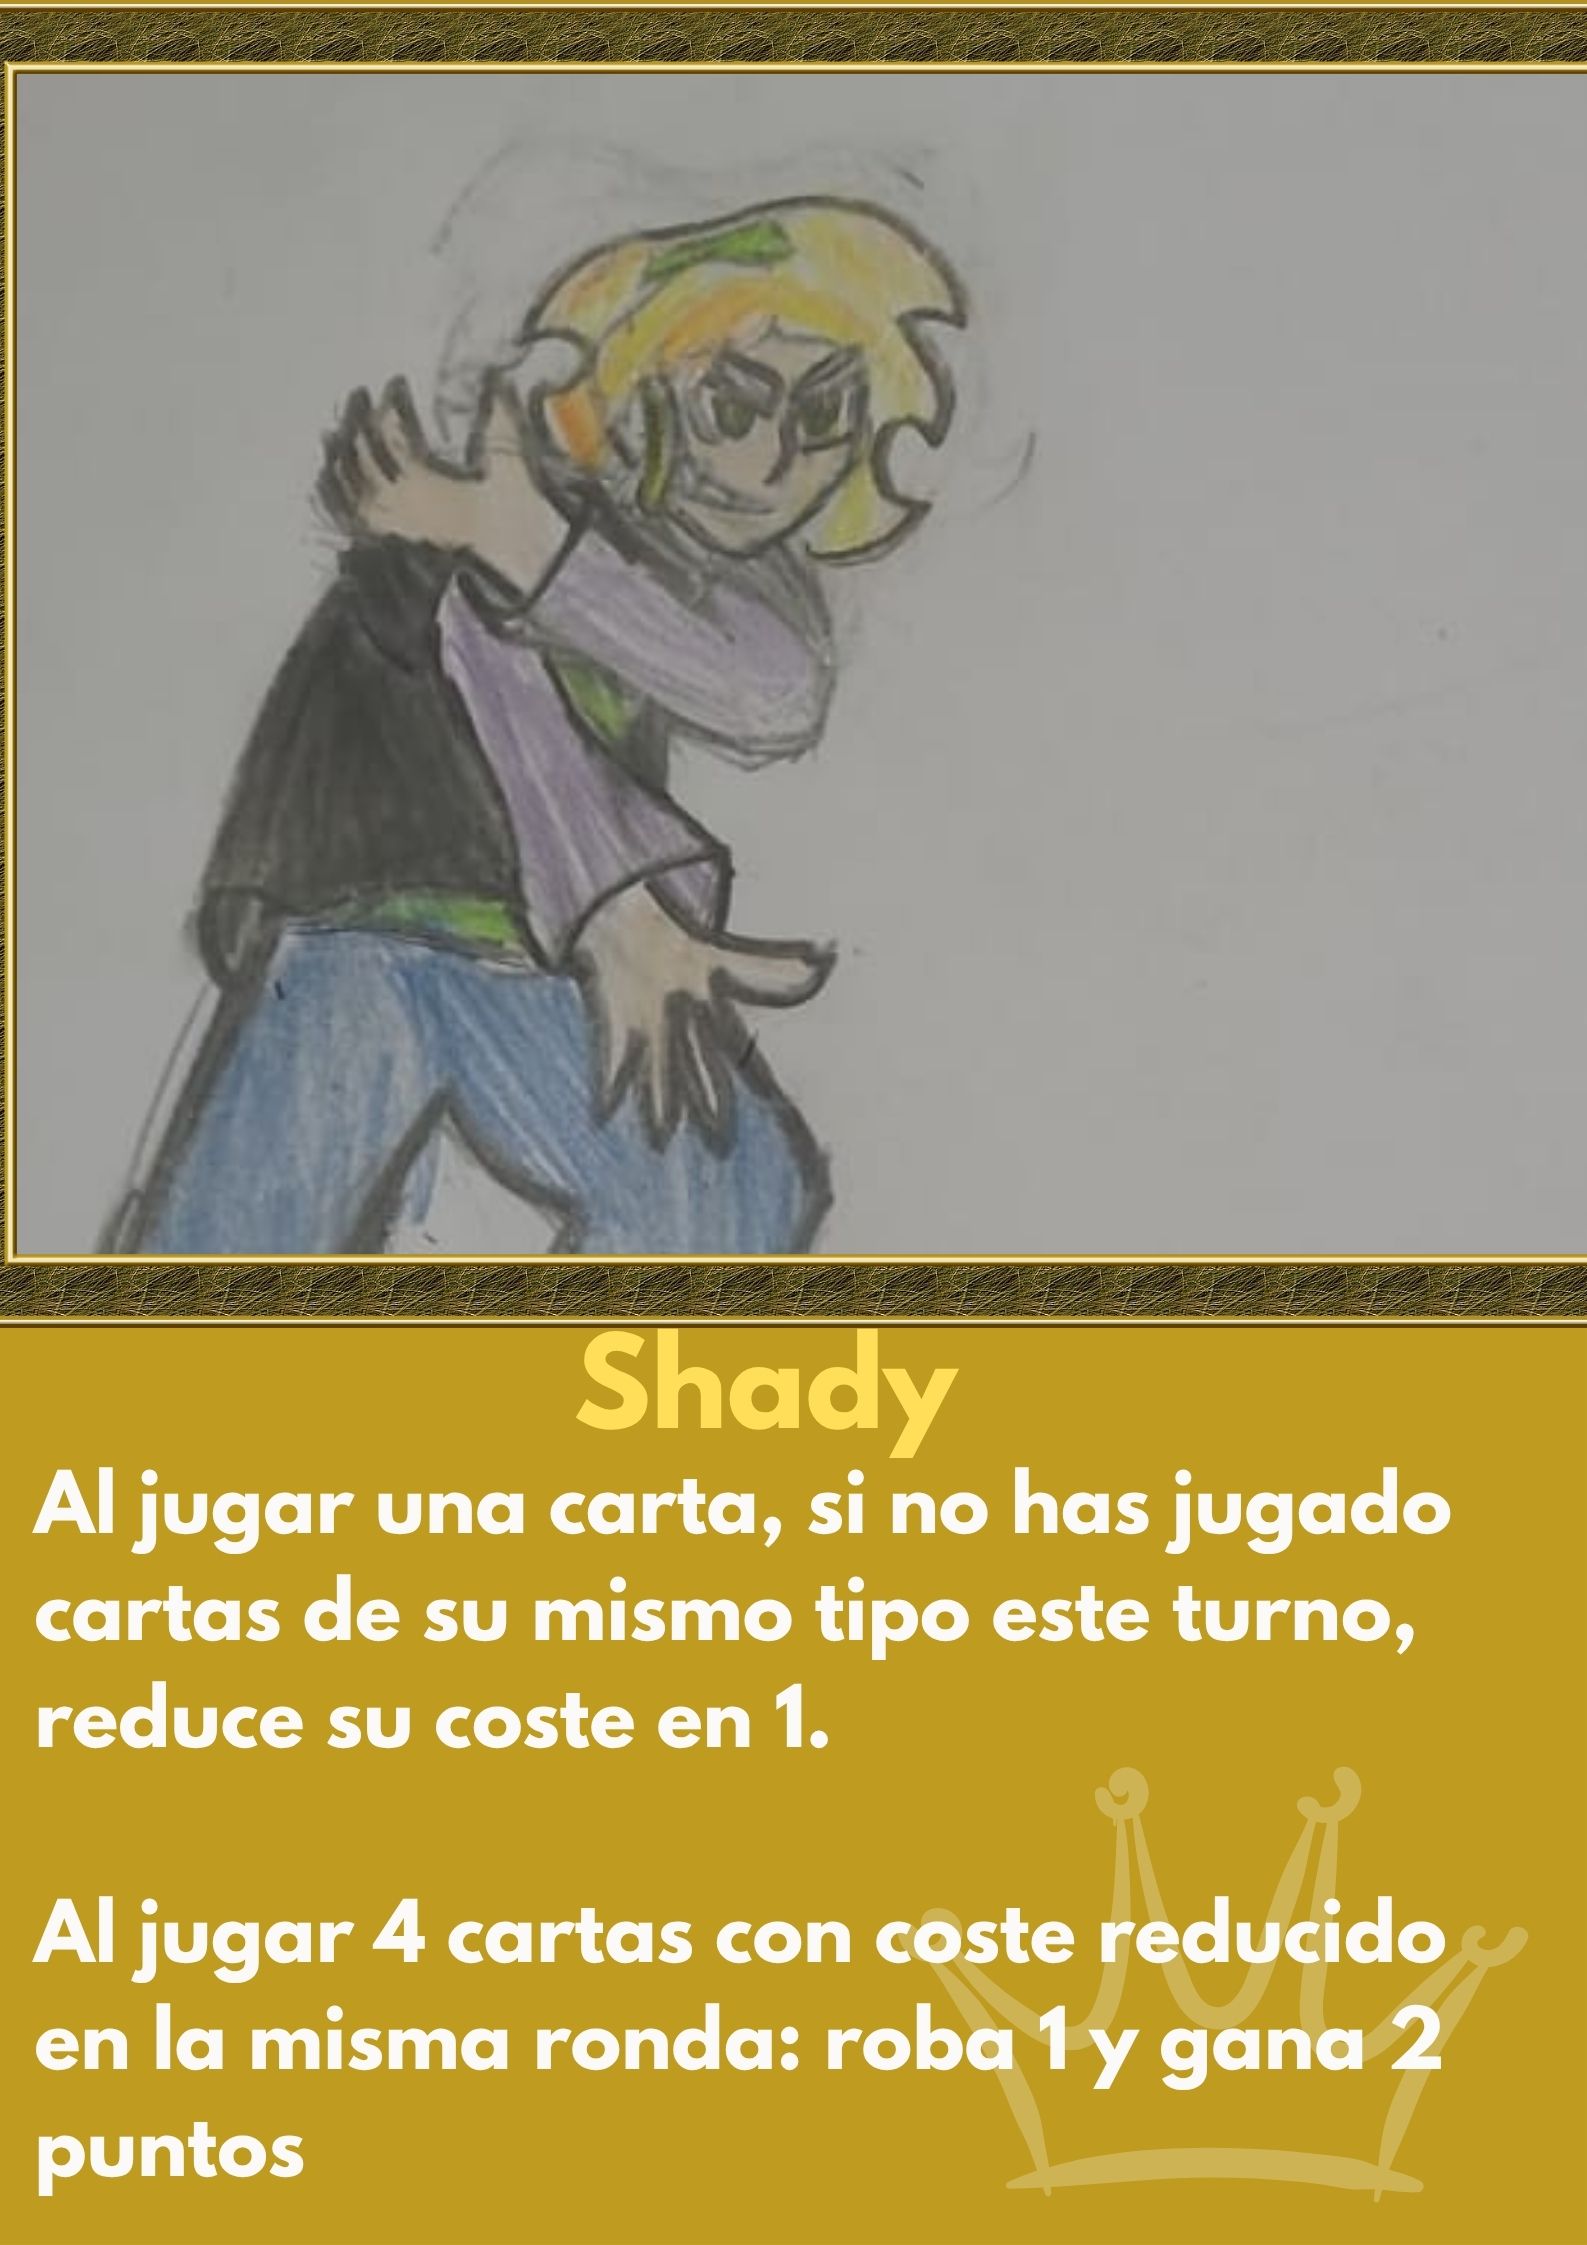 Shady
Al jugar una carta, si no has jugado
cartas de su mismo tipo este turno,
reduce su coste en 1.
Al jugar 4 cartas con coste reducido
en la misma ronda: roba 1 y gana 2
puntos